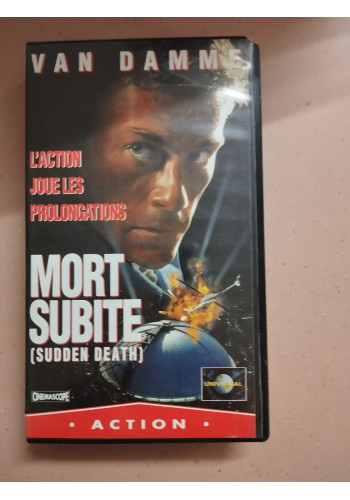 VAN DAMME
L'ACTION
JOUE LES
PROLONGATIONS
MORT
SUBITE
(SUDDEN DEATH)
CINEMASCOPE
UNIVERSAL
• ACTION •